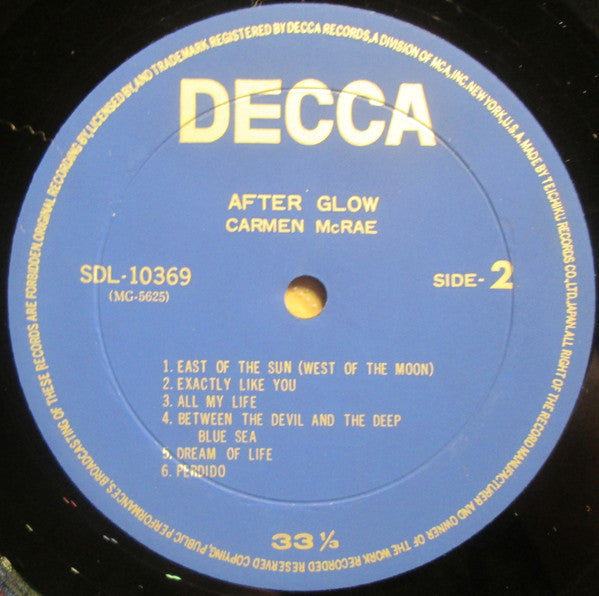 DECCA
AFTER GLOW
CARMEN McRAE
SDL-10369
(MG-5625)
SIDE-2
1. EAST OF THE SUN (WEST OF THE MOON)
2. EXACTLY LIKE YOU
3. ALL MY LIFE
4. BETWEEN THE DEVIL AND THE DEEP
BLUE SEA
5. DREAM OF LIFE
6. PERDIDO
33 1/3
ORIGINAL RECORDING BY, LICENSED BY, AND TRADEMARK REGISTERED BY DECCA RECORDS, A DIVISION OF MCA, INC. NEW YORK, U.S.A. MADE BY TEICHIKU RECORDS CO., LTD. JAPAN. ALL RIGHT OF THE RECORD MANUFACTURER AND OWNER OF THE WORK RECORDED RESERVED COPYING, PUBLIC PERFORMANCES, BROADCASTING OF THESE RECORDS ARE FORBIDDEN.